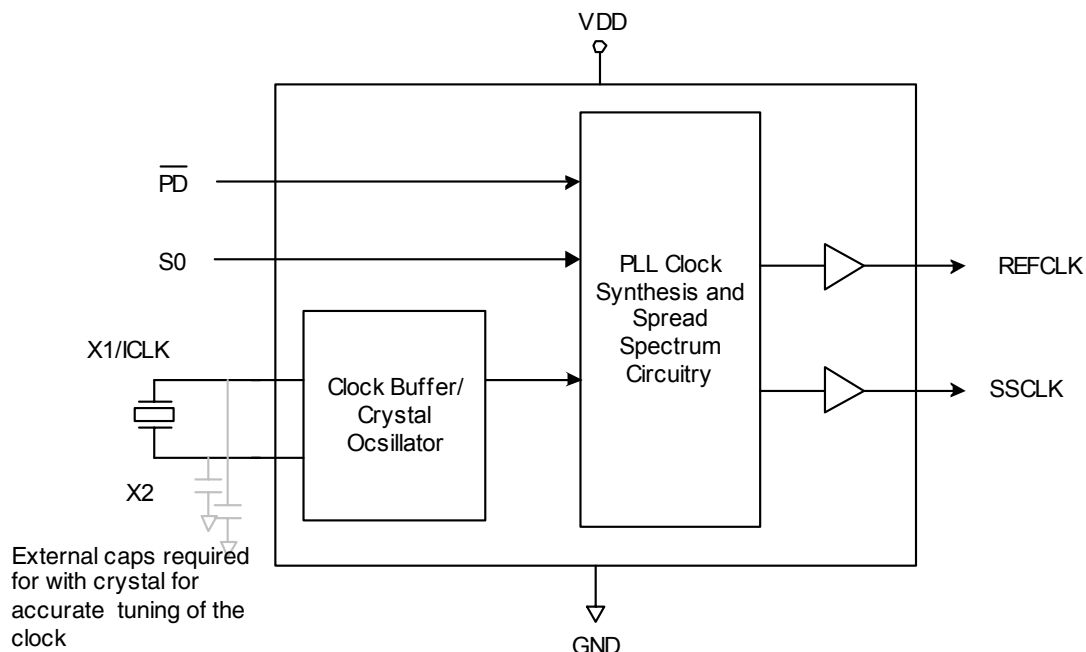 VDD
PD
S0
X1/ICLK
X2
Clock Buffer/
Crystal
Ocsillator
PLL Clock
Synthesis and
Spread
Spectrum
Circuitry
REFCLK
SSCLK
External caps required
for with crystal for
accurate tuning of the
clock
GND